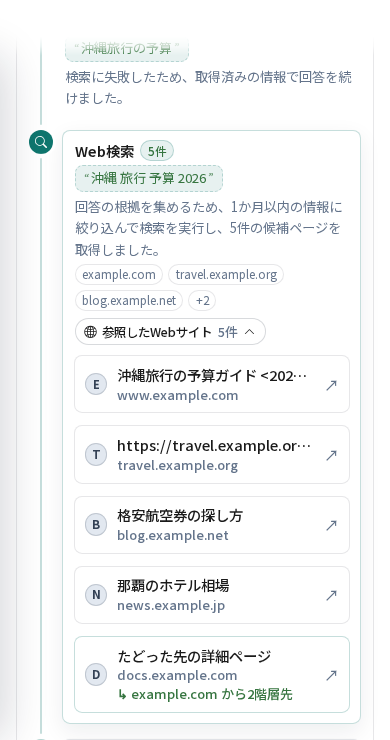 “沖縄旅行の予算”
検索に失敗したため、取得済みの情報で回答を続
けました。
Web検索 5件
“沖縄 旅行 予算 2026”
回答の根拠を集めるため、1か月以内の情報に
絞り込んで検索を実行し、5件の候補ページを
取得しました。
example.com travel.example.org
blog.example.net +2
参照したWebサイト 5件
E 沖縄旅行の予算ガイド <202…
www.example.com
T https://travel.example.or…
travel.example.org
B 格安航空券の探し方
blog.example.net
N 那覇のホテル相場
news.example.jp
D たどった先の詳細ページ
docs.example.com
↳ example.com から2階層先